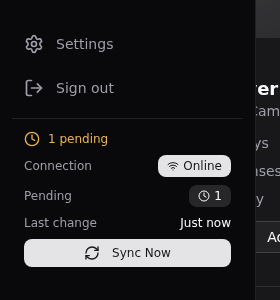 Settings
Sign out
1 pending
Connection Online
Pending 1
Last change Just now
Sync Now